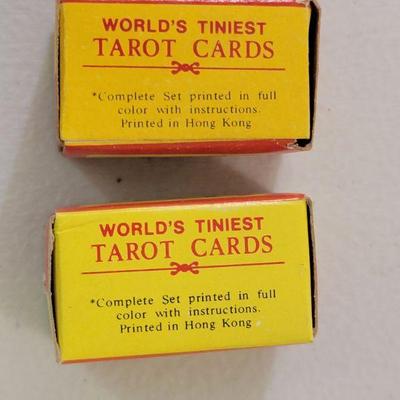 WORLD'S TINIEST
TAROT CARDS
*Complete Set printed in full
color with instructions.
Printed in Hong Kong
WORLD'S TINIEST
TAROT CARDS
*Complete Set printed in full
color with instructions.
Printed in Hong Kong